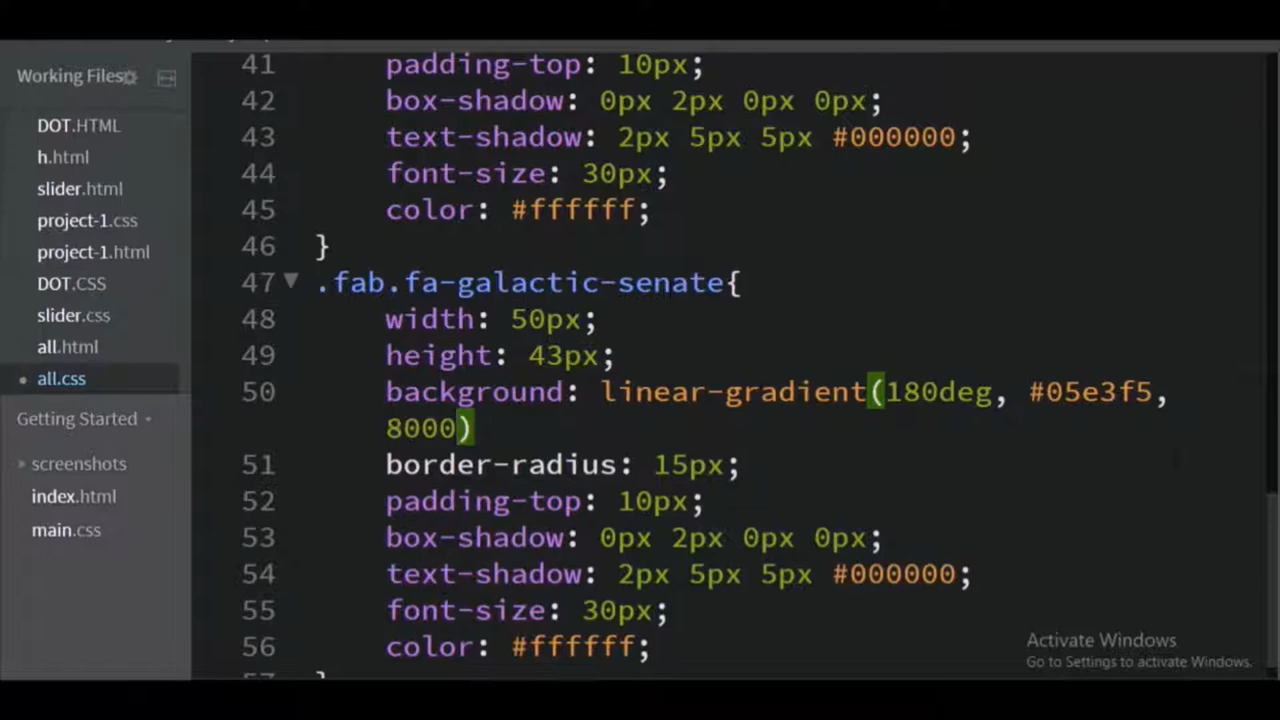 Working Files
DOT.HTML
h.html
slider.html
project-1.css
project-1.html
DOT.CSS
slider.css
all.html
all.css
Getting Started
screenshots
index.html
main.css
41 padding-top: 10px;
42 box-shadow: 0px 2px 0px 0px;
43 text-shadow: 2px 5px 5px #000000;
44 font-size: 30px;
45 color: #ffffff;
46 }
47 .fab.fa-galactic-senate{
48 width: 50px;
49 height: 43px;
50 background: linear-gradient(180deg, #05e3f5,
8000)
51 border-radius: 15px;
52 padding-top: 10px;
53 box-shadow: 0px 2px 0px 0px;
54 text-shadow: 2px 5px 5px #000000;
55 font-size: 30px;
56 color: #ffffff;
Activate Windows
Go to Settings to activate Windows.